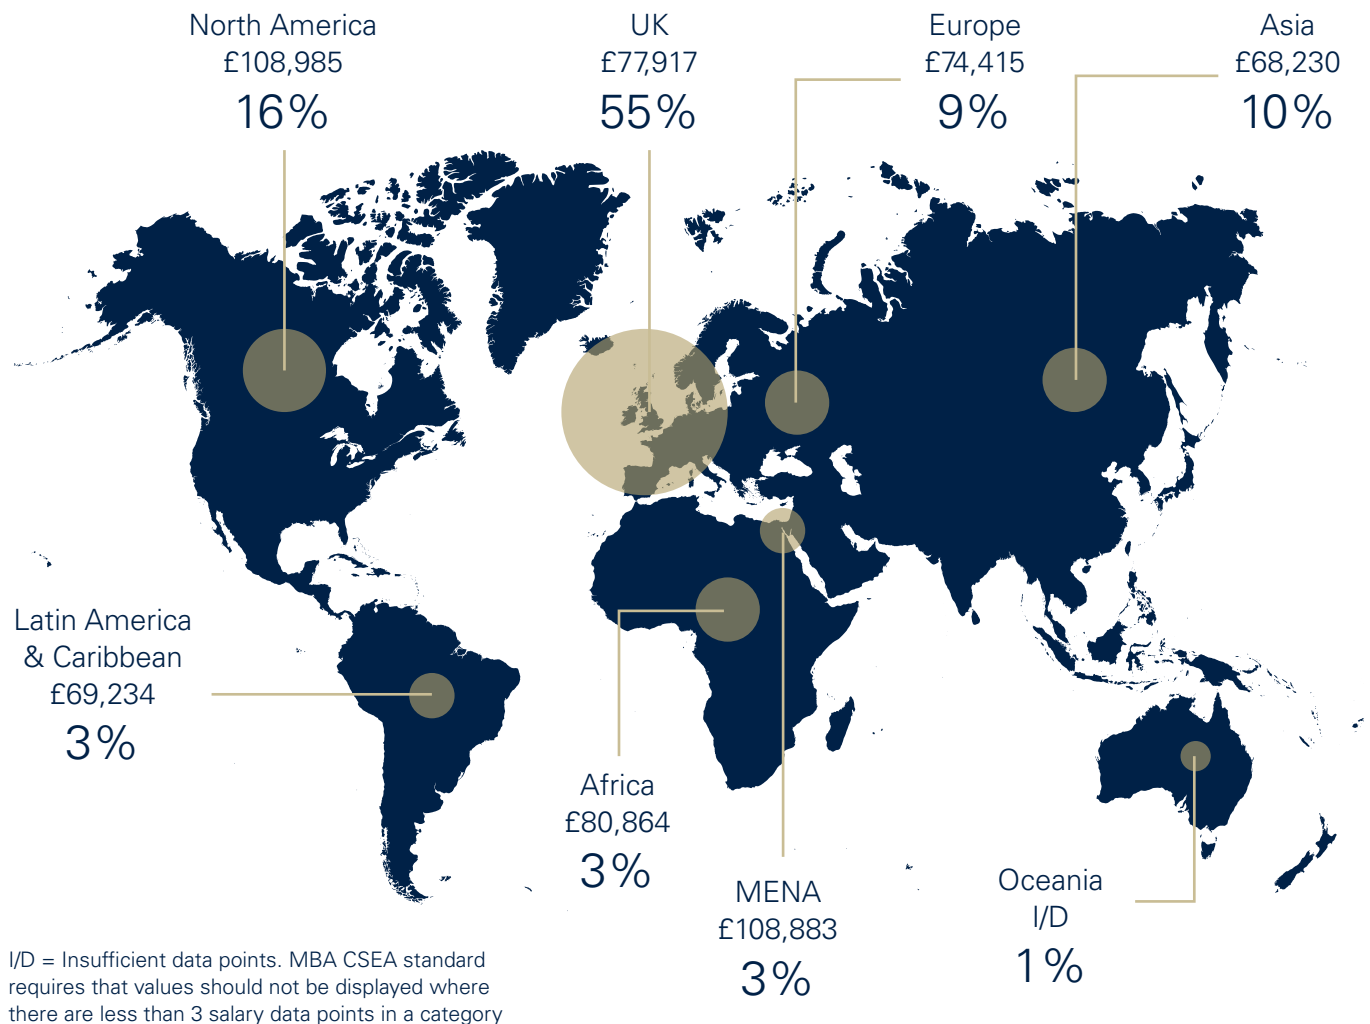 North America
£108,985
16%
UK
£77,917
55%
Europe
£74,415
9%
Asia
£68,230
10%
Latin America
& Caribbean
£69,234
3%
Africa
£80,864
3%
MENA
£108,883
3%
Oceania
I/D
1%
I/D = Insufficient data points. MBA CSEA standard
requires that values should not be displayed where
there are less than 3 salary data points in a category